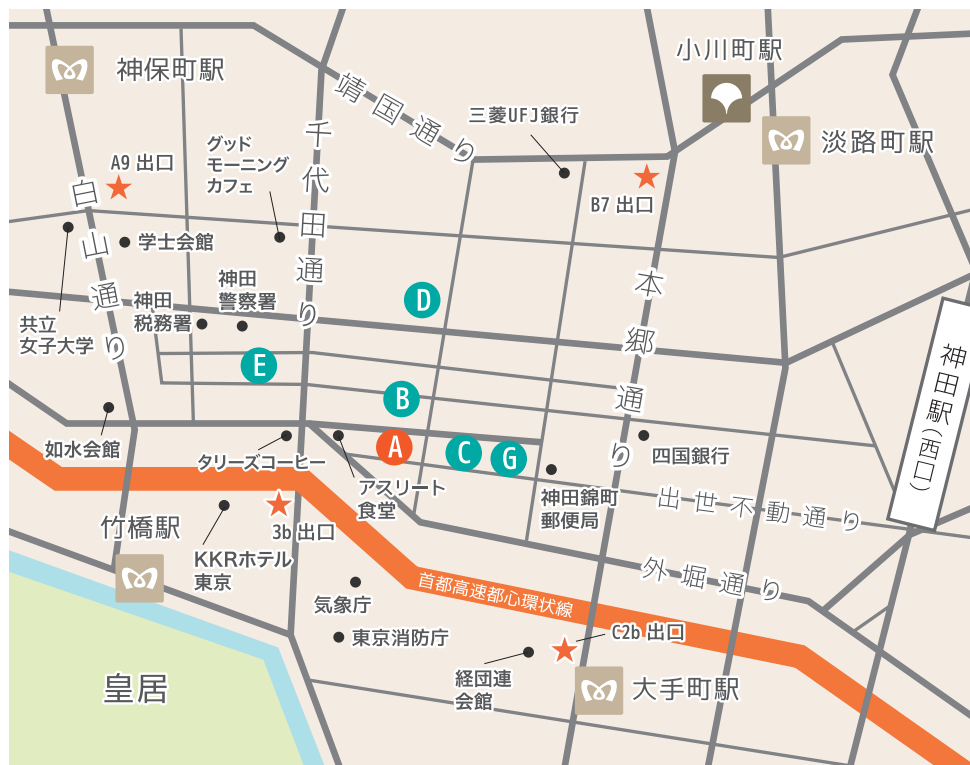 小川町駅
神保町駅
靖国通り
三菱UFJ銀行
千代田通り
淡路町駅
グッド
モーニング
カフェ
A9 出口
白山通り
B7 出口
学士会館
神田
警察署
本郷通り
神田
税務署
D
共立
女子大学
神田駅(西口)
E
B
A
C
G
如水会館
タリーズコーヒー
四国銀行
アスリート
食堂
神田錦町
郵便局
出世不動通り
竹橋駅
3b 出口
KKRホテル
東京
外堀通り
首都高速都心環状線
気象庁
東京消防庁
C2b 出口
経団連
会館
大手町駅
皇居